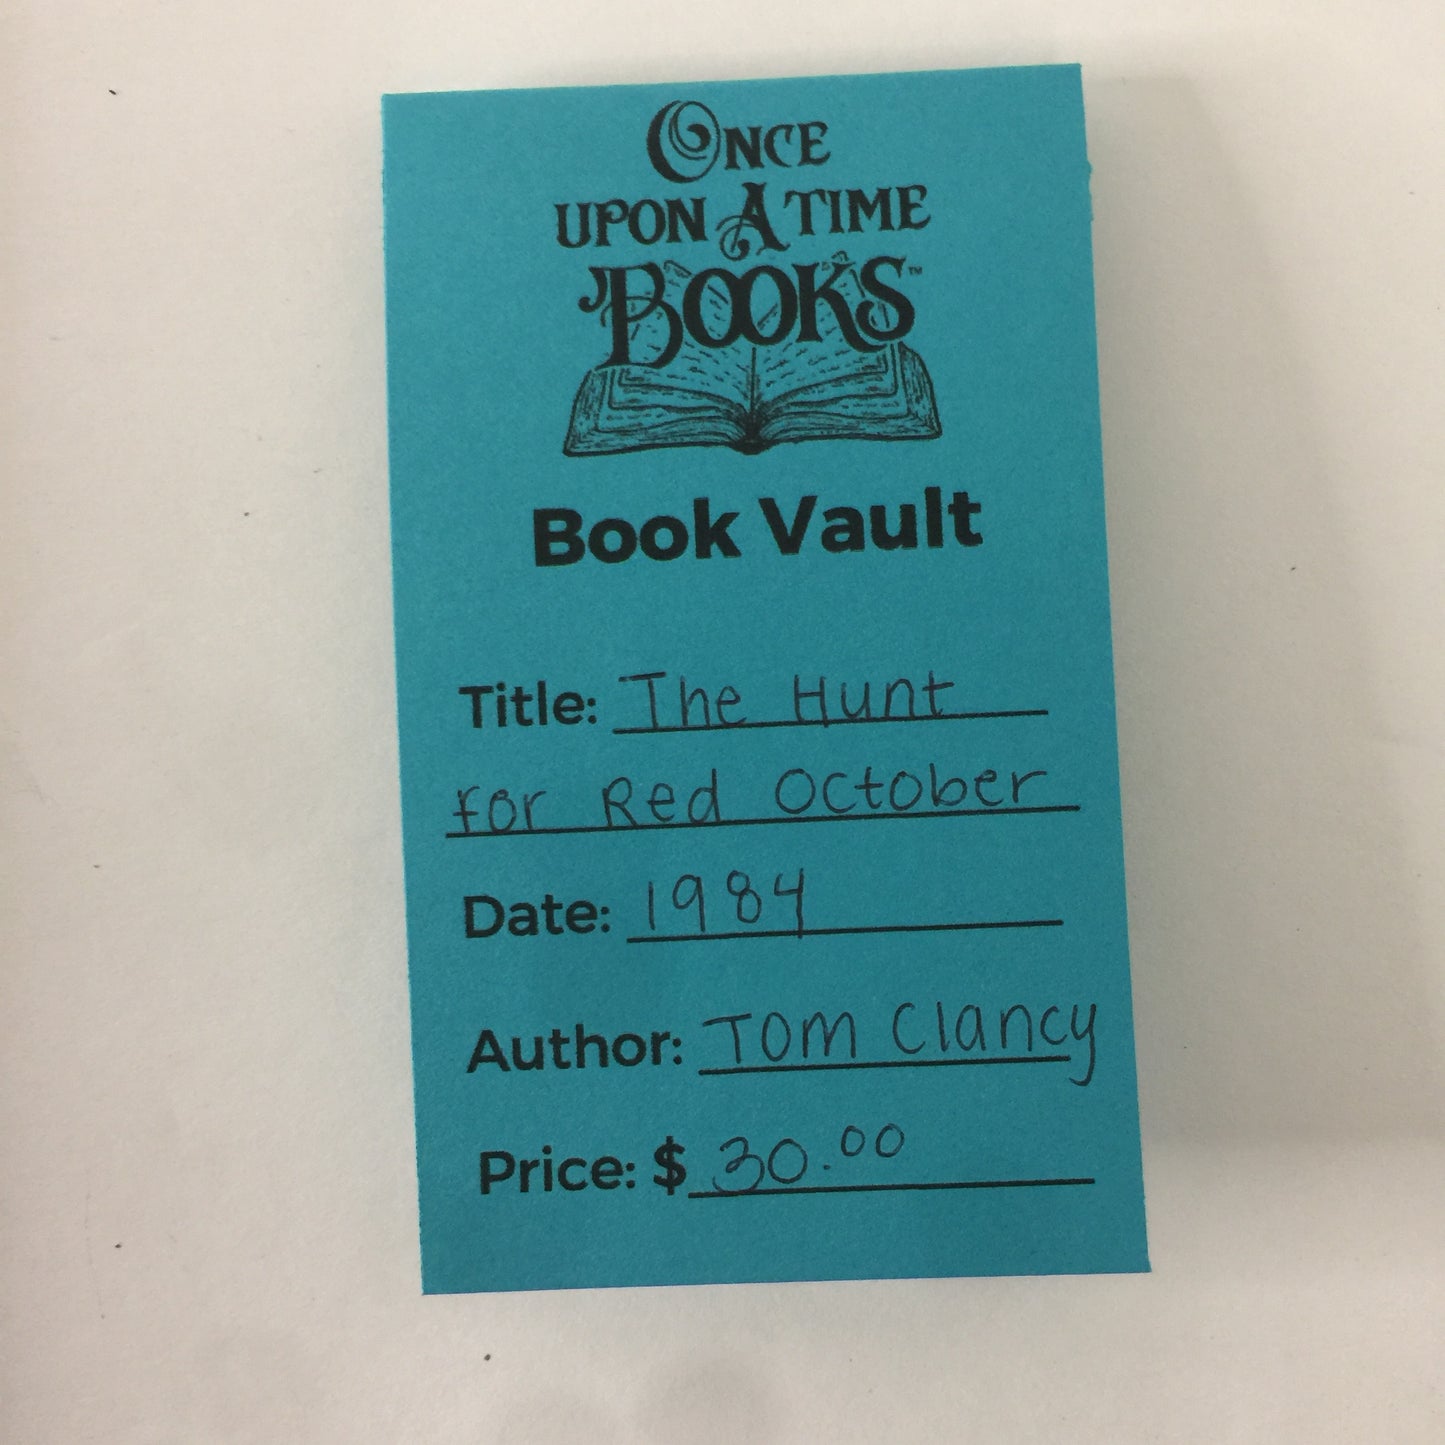 ONCE
UPON A TIME
BOOKS™
Book Vault
Title: The Hunt
for Red October
Date: 1984
Author: Tom Clancy
Price: $ 30.00